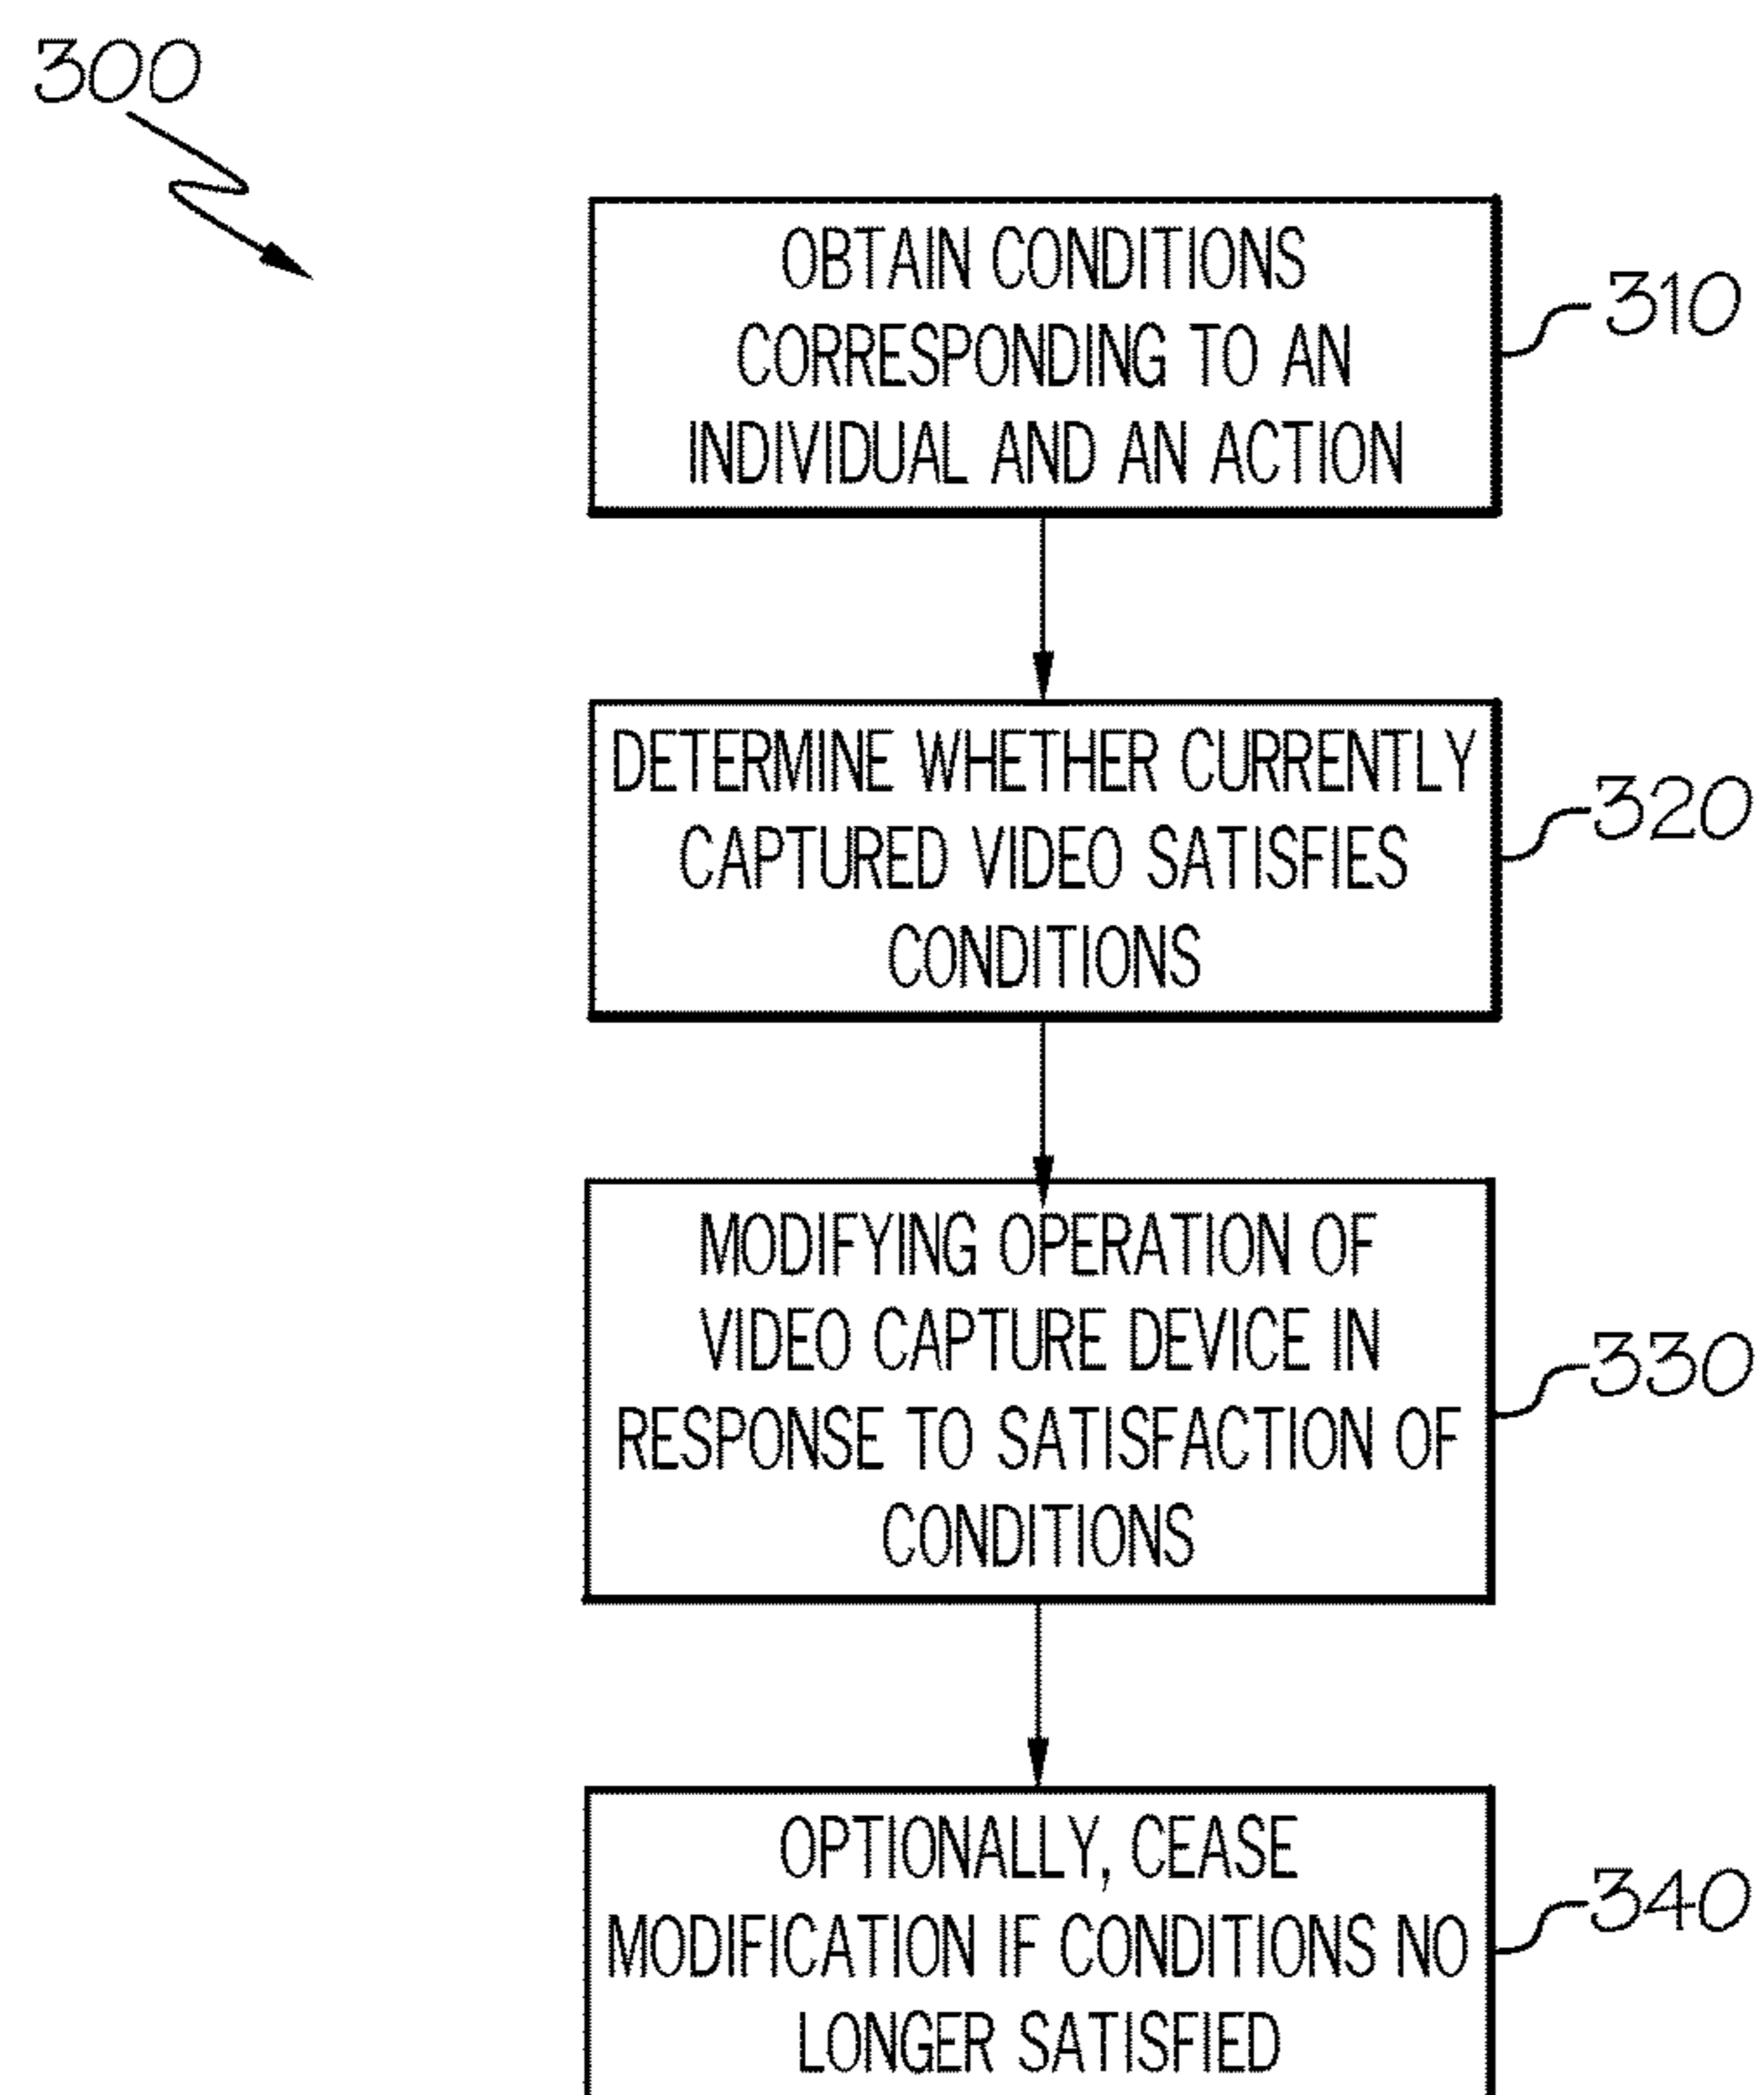 300
OBTAIN CONDITIONS
CORRESPONDING TO AN
INDIVIDUAL AND AN ACTION
310
DETERMINE WHETHER CURRENTLY
CAPTURED VIDEO SATISFIES
CONDITIONS
320
MODIFYING OPERATION OF
VIDEO CAPTURE DEVICE IN
RESPONSE TO SATISFACTION OF
CONDITIONS
330
OPTIONALLY, CEASE
MODIFICATION IF CONDITIONS NO
LONGER SATISFIED
340